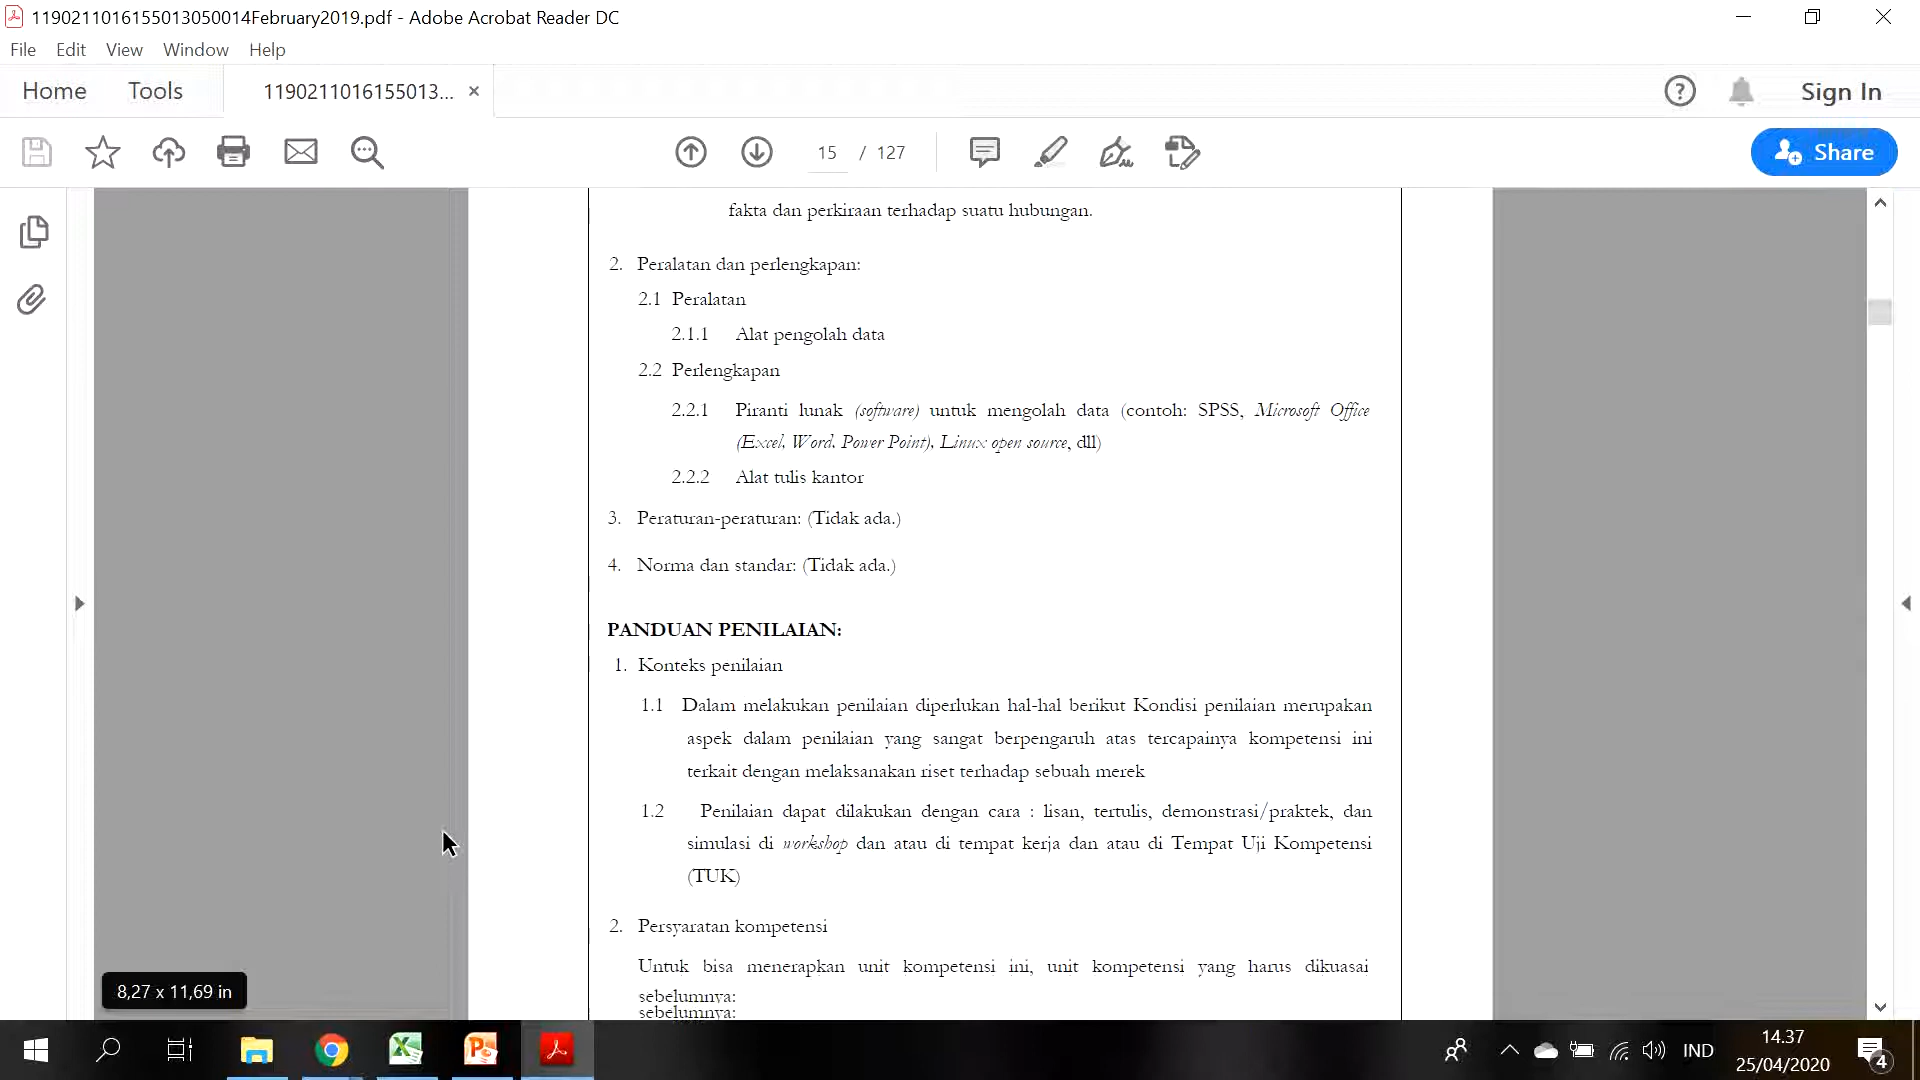 1190211016155013050014February2019.pdf - Adobe Acrobat Reader DC
File Edit View Window Help
Home Tools 1190211016155013... × Sign In
15 / 127 Share
fakta dan perkiraan terhadap suatu hubungan.
2. Peralatan dan perlengkapan:
2.1 Peralatan
2.1.1 Alat pengolah data
2.2 Perlengkapan
2.2.1 Piranti lunak (software) untuk mengolah data (contoh: SPSS, Microsoft Office
(Excel, Word, Power Point), Linux open source, dll)
2.2.2 Alat tulis kantor
3. Peraturan-peraturan: (Tidak ada.)
4. Norma dan standar: (Tidak ada.)
PANDUAN PENILAIAN:
1. Konteks penilaian
1.1 Dalam melakukan penilaian diperlukan hal-hal berikut Kondisi penilaian merupakan
aspek dalam penilaian yang sangat berpengaruh atas tercapainya kompetensi ini
terkait dengan melaksanakan riset terhadap sebuah merek
1.2 Penilaian dapat dilakukan dengan cara : lisan, tertulis, demonstrasi/praktek, dan
simulasi di workshop dan atau di tempat kerja dan atau di Tempat Uji Kompetensi
(TUK)
2. Persyaratan kompetensi
Untuk bisa menerapkan unit kompetensi ini, unit kompetensi yang harus dikuasai
sebelumnya:
sebelumnya:
8,27 x 11,69 in
IND
14.37
25/04/2020
4